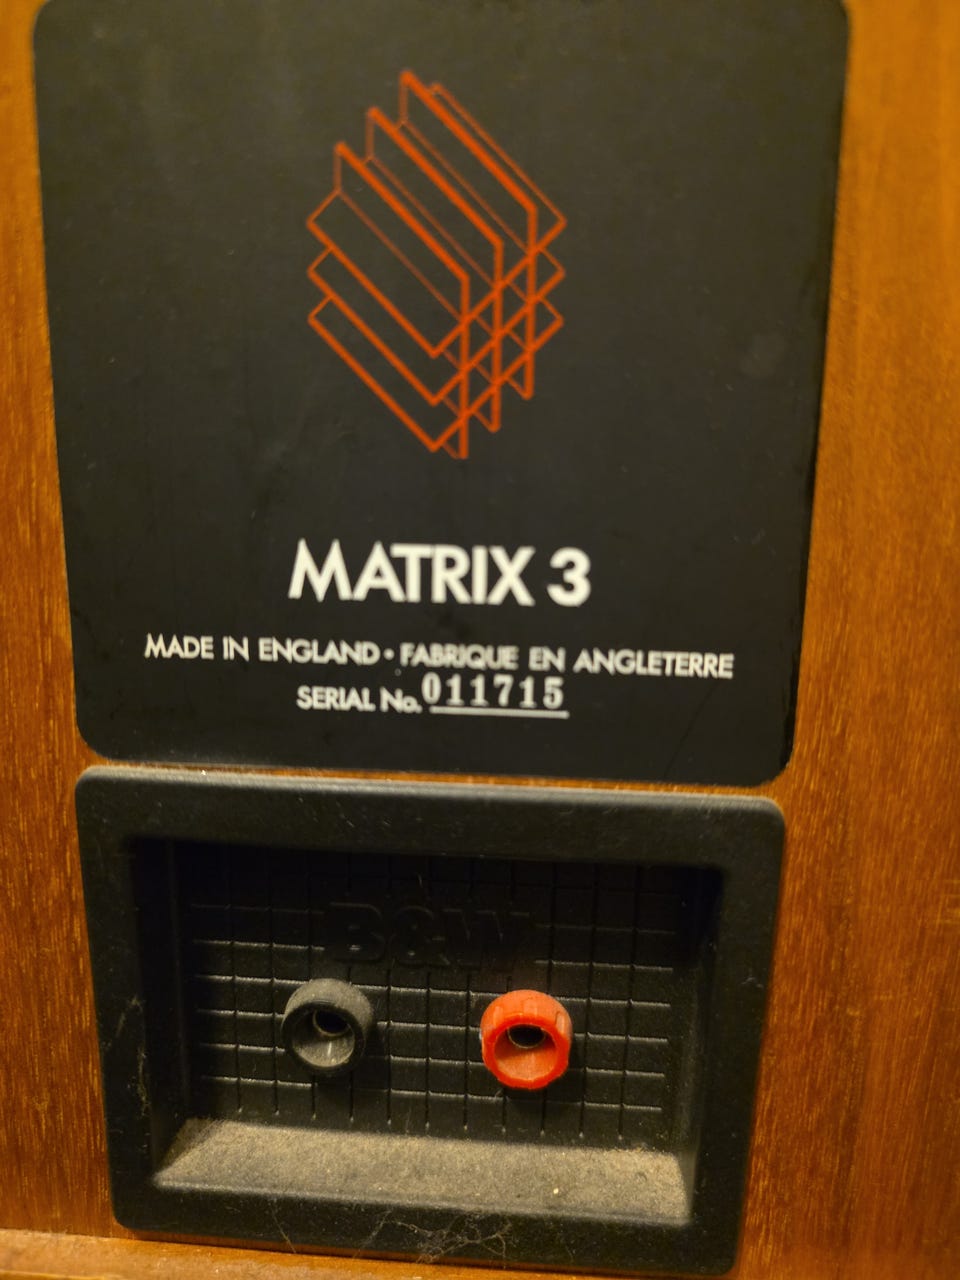 MATRIX 3
MADE IN ENGLAND • FABRIQUE EN ANGLETERRE
SERIAL No. 011715
B&W